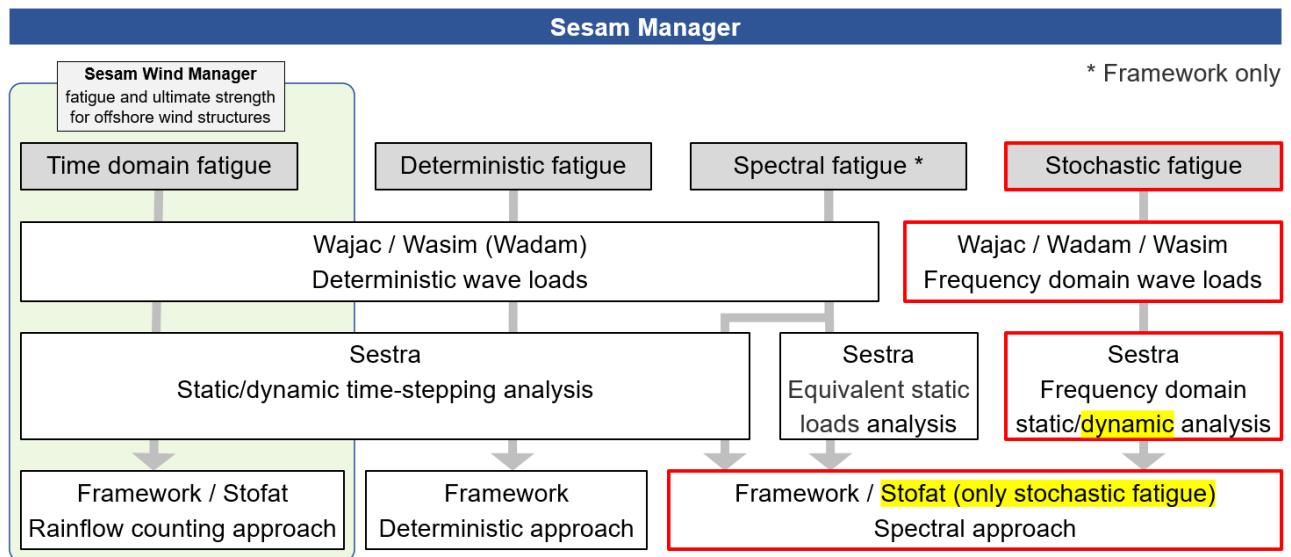 Sesam Manager
Sesam Wind Manager
fatigue and ultimate strength
for offshore wind structures
* Framework only
Time domain fatigue
Deterministic fatigue
Spectral fatigue *
Stochastic fatigue
Wajac / Wasim (Wadam)
Deterministic wave loads
Wajac / Wadam / Wasim
Frequency domain wave loads
Sestra
Static/dynamic time-stepping analysis
Sestra
Equivalent static
loads analysis
Sestra
Frequency domain
static/dynamic analysis
Framework / Stofat
Rainflow counting approach
Framework
Deterministic approach
Framework / Stofat (only stochastic fatigue)
Spectral approach